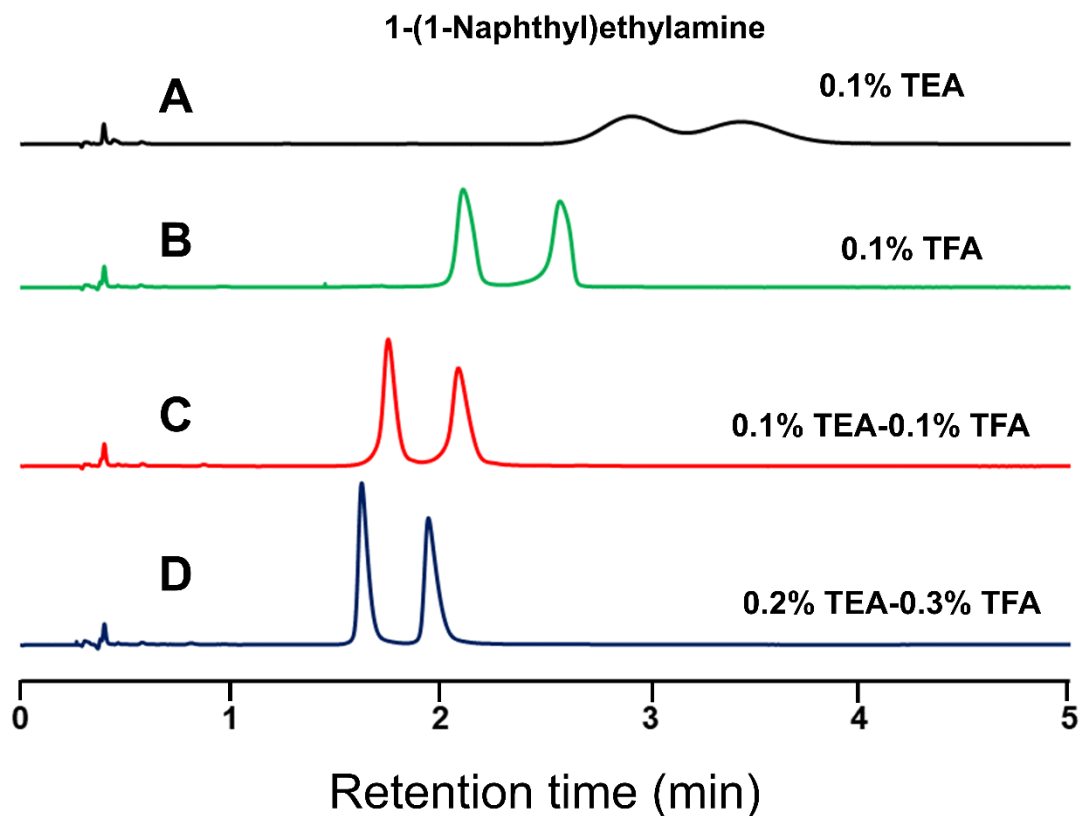 1-(1-Naphthyl)ethylamine
A
0.1% TEA
B
0.1% TFA
C
0.1% TEA-0.1% TFA
D
0.2% TEA-0.3% TFA
0 1 2 3 4 5
Retention time (min)